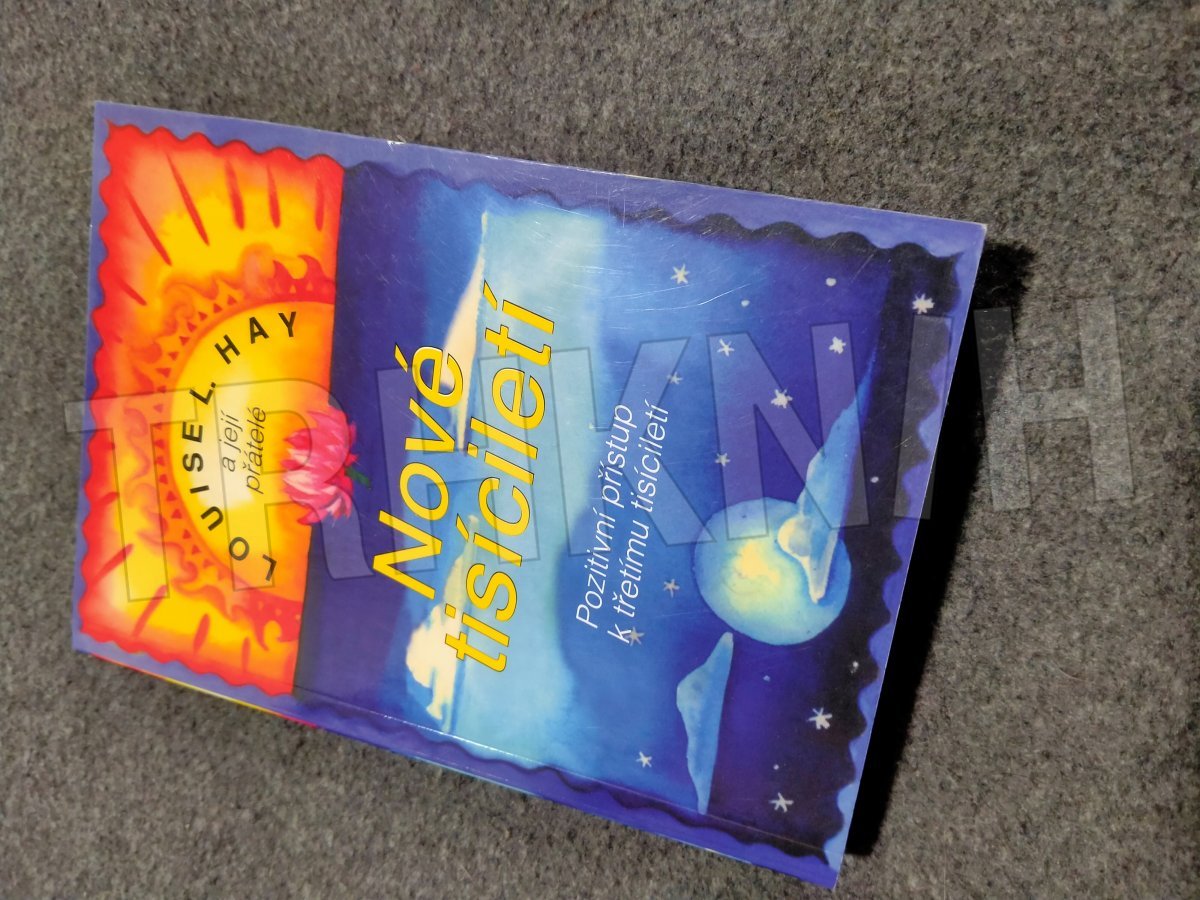 LOUISE L. HAY
a její
přátelé
Nové
tisíciletí
Pozitivní přístup
k třetímu tisíciletí
TRHKNIH